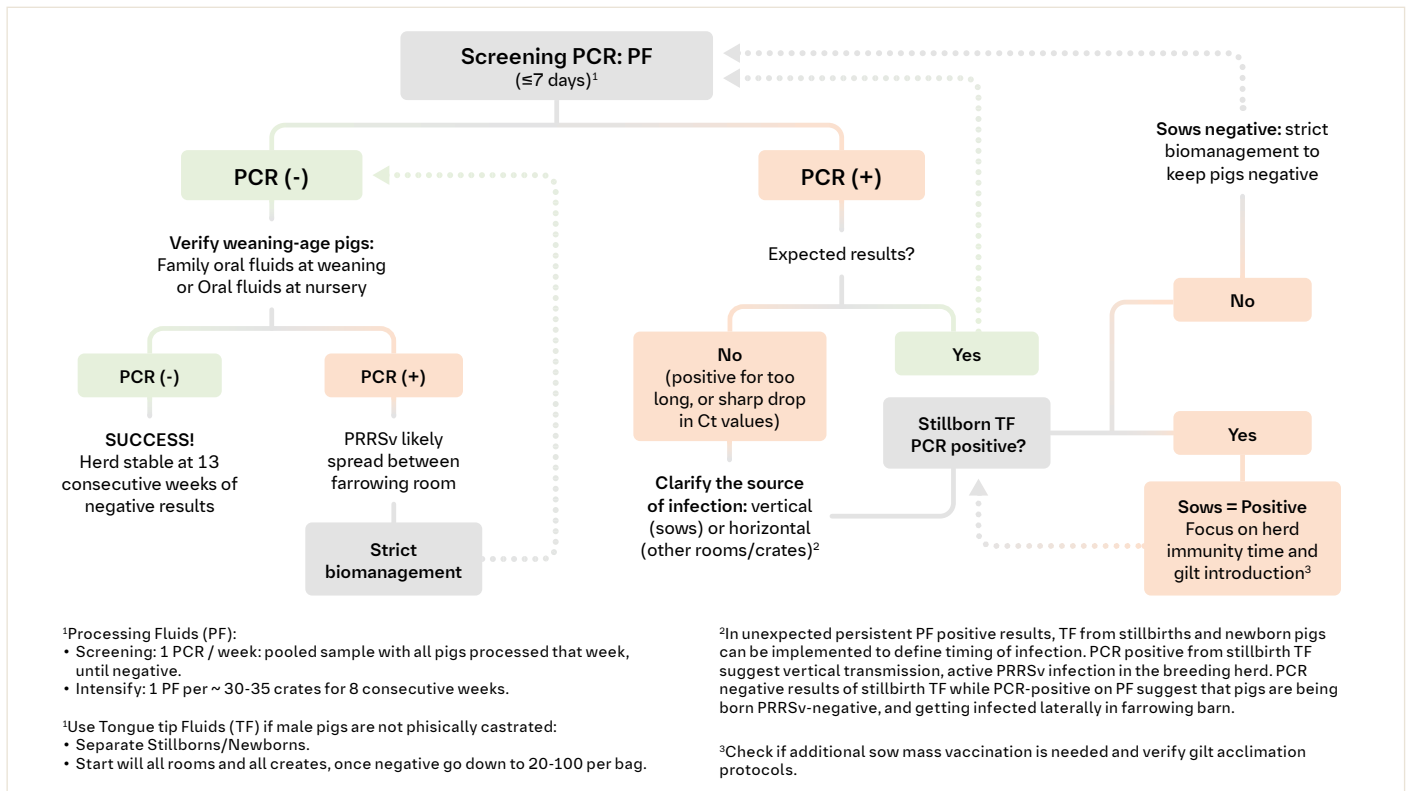 Screening PCR: PF
(≤7 days)¹
PCR (-)
Verify weaning-age pigs:
Family oral fluids at weaning
or Oral fluids at nursery
PCR (-)
SUCCESS!
Herd stable at 13
consecutive weeks of
negative results
PCR (+)
PRRSv likely
spread between
farrowing room
Strict
biomanagement
PCR (+)
Expected results?
No
(positive for too
long, or sharp drop
in Ct values)
Clarify the source
of infection: vertical
(sows) or horizontal
(other rooms/crates)²
Yes
Stillborn TF
PCR positive?
Sows negative: strict
biomanagement to
keep pigs negative
No
Yes
Sows = Positive
Focus on herd
immunity time and
gilt introduction³
¹Processing Fluids (PF):
• Screening: 1 PCR / week: pooled sample with all pigs processed that week,
until negative.
• Intensify: 1 PF per ~ 30-35 crates for 8 consecutive weeks.
¹Use Tongue tip Fluids (TF) if male pigs are not phisically castrated:
• Separate Stillborns/Newborns.
• Start will all rooms and all creates, once negative go down to 20-100 per bag.
²In unexpected persistent PF positive results, TF from stillbirths and newborn pigs
can be implemented to define timing of infection. PCR positive from stillbirth TF
suggest vertical transmission, active PRRSv infection in the breeding herd. PCR
negative results of stillbirth TF while PCR-positive on PF suggest that pigs are being
born PRRSv-negative, and getting infected laterally in farrowing barn.
³Check if additional sow mass vaccination is needed and verify gilt acclimation
protocols.